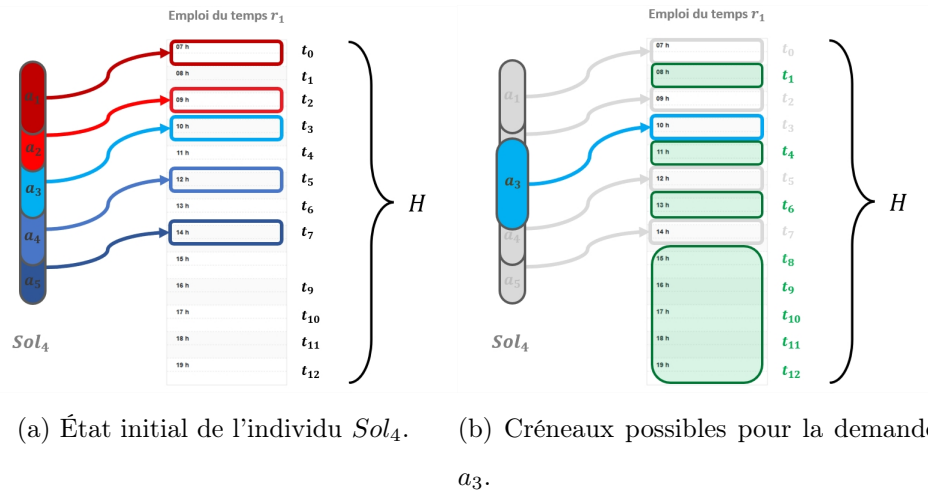 Emploi du temps r₁
07 h
t₀
08 h
t₁
09 h
t₂
10 h
t₃
11 h
t₄
12 h
t₅
13 h
t₆
14 h
t₇
15 h
16 h
t₉
17 h
t₁₀
18 h
t₁₁
19 h
t₁₂
a₁
a₂
a₃
a₄
a₅
Sol₄
H
Emploi du temps r₁
07 h
t₀
08 h
t₁
09 h
t₂
10 h
t₃
11 h
t₄
12 h
t₅
13 h
t₆
14 h
t₇
15 h
t₈
16 h
t₉
17 h
t₁₀
18 h
t₁₁
19 h
t₁₂
a₁
a₃
a₄
a₅
Sol₄
H
(a) État initial de l'individu Sol₄.
(b) Créneaux possibles pour la demande
a₃.